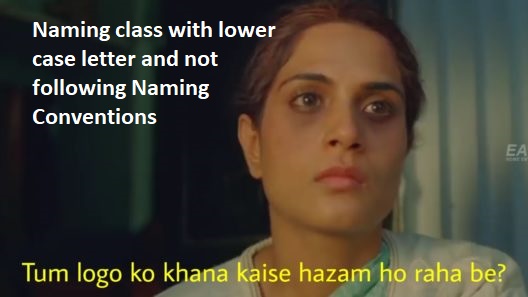 Naming class with lower
case letter and not
following Naming
Conventions
EA
Tum logo ko khana kaise hazam ho raha be?